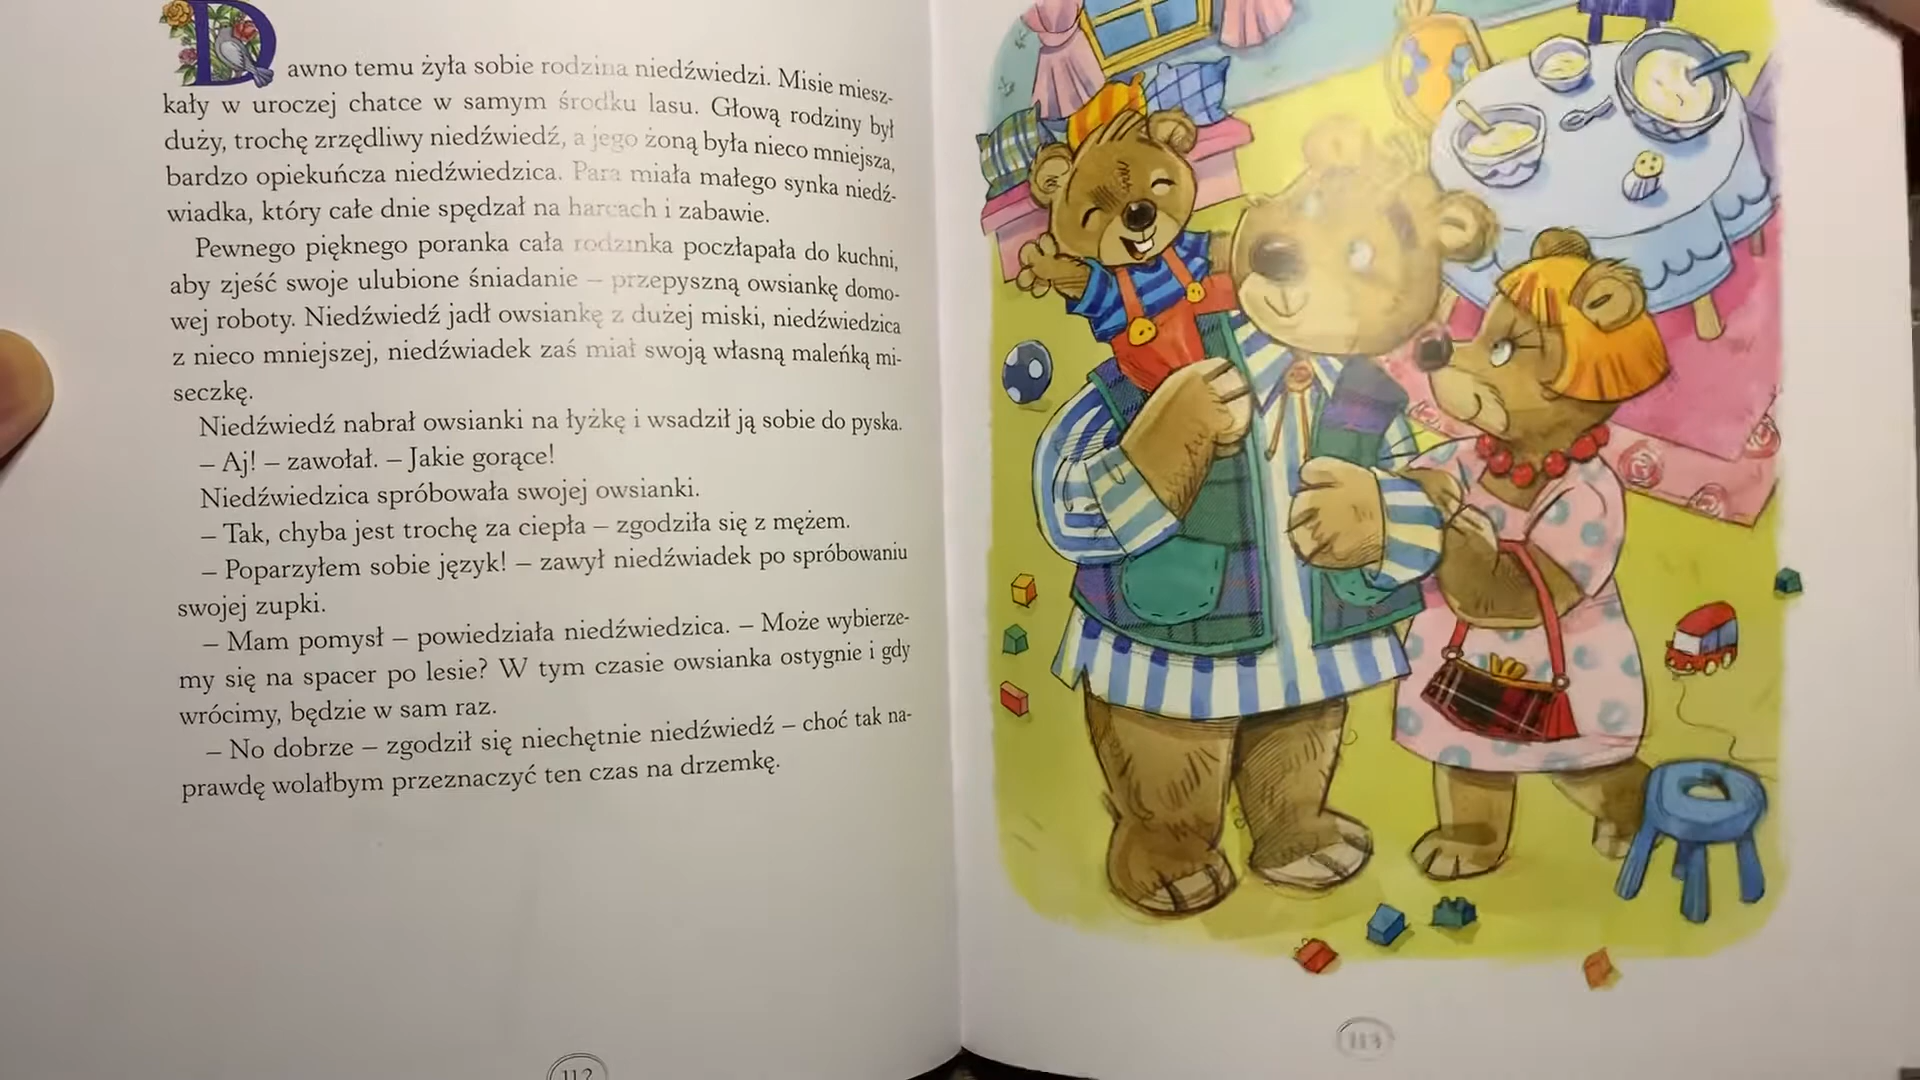 Dawno temu żyła sobie rodzina niedźwiedzi. Misie miesz-
kały w uroczej chatce w samym środku lasu. Głową rodziny był
duży, trochę zrzędliwy niedźwiedź, a jego żoną była nieco mniejsza,
bardzo opiekuńcza niedźwiedzica. Para miała małego synka niedź-
wiadka, który całe dnie spędzał na harcach i zabawie.
Pewnego pięknego poranka cała rodzinka poczłapała do kuchni,
aby zjeść swoje ulubione śniadanie – przepyszną owsiankę domo-
wej roboty. Niedźwiedź jadł owsiankę z dużej miski, niedźwiedzica
z nieco mniejszej, niedźwiadek zaś miał swoją własną maleńką mi-
seczkę.
Niedźwiedź nabrał owsianki na łyżkę i wsadził ją sobie do pyska.
– Aj! – zawołał. – Jakie gorące!
Niedźwiedzica spróbowała swojej owsianki.
– Tak, chyba jest trochę za ciepła – zgodziła się z mężem.
– Poparzyłem sobie język! – zawył niedźwiadek po spróbowaniu
swojej zupki.
– Mam pomysł – powiedziała niedźwiedzica. – Może wybierze-
my się na spacer po lesie? W tym czasie owsianka ostygnie i gdy
wrócimy, będzie w sam raz.
– No dobrze – zgodził się niechętnie niedźwiedź – choć tak na-
prawdę wolałbym przeznaczyć ten czas na drzemkę.
112
113